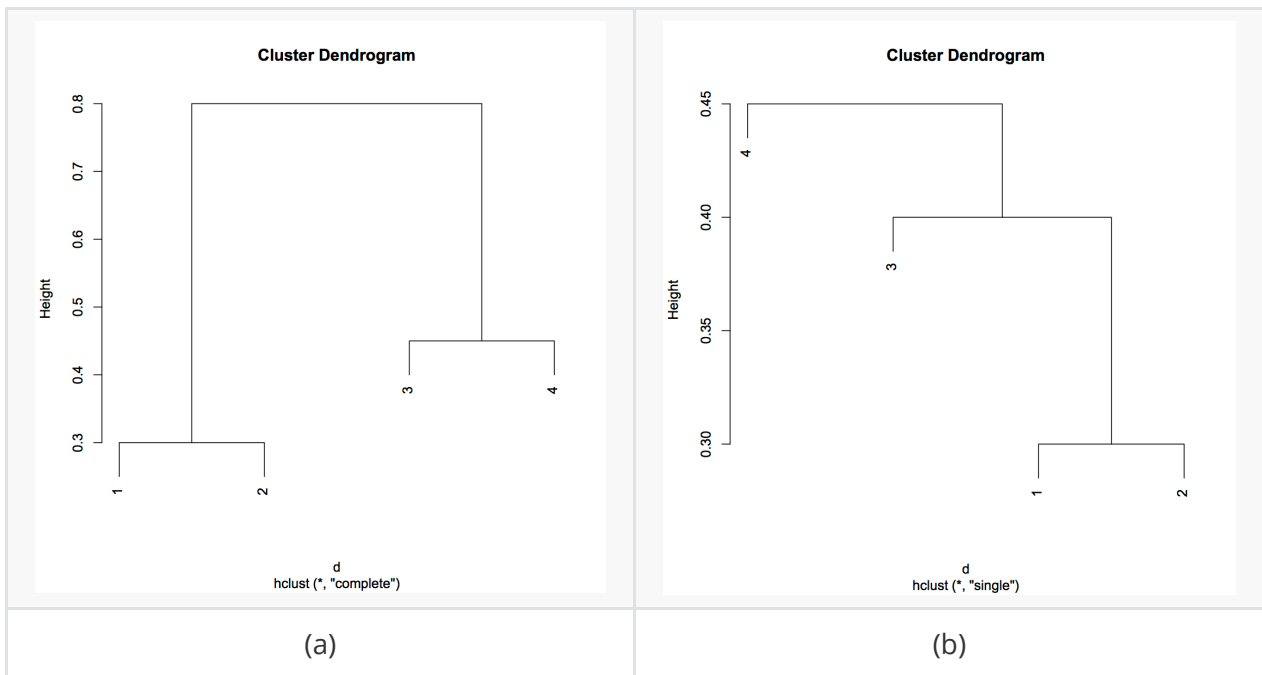 Cluster Dendrogram
0.8
0.7
0.6
0.5
0.4
0.3
Height
3
4
1
2
d
hclust (*, "complete")
(a)
Cluster Dendrogram
0.45
0.40
0.35
0.30
Height
4
3
1
2
d
hclust (*, "single")
(b)